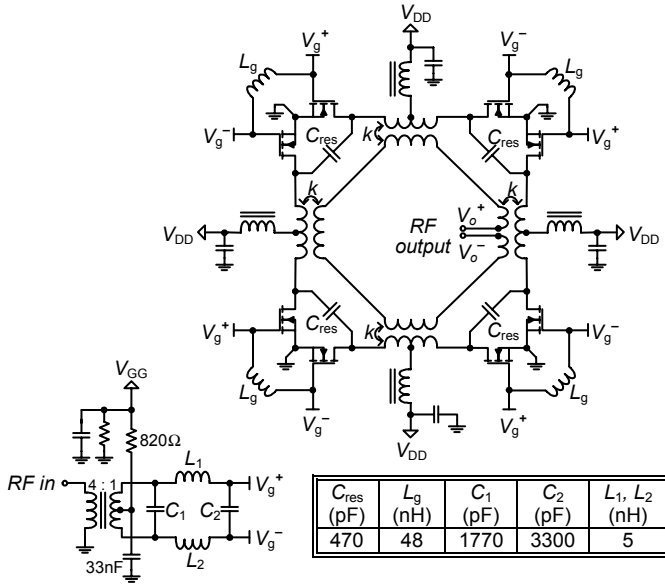 V_DD
V_g^+
V_g^−
L_g
L_g
C_res
k
C_res
V_g^−
V_g^+
k
k
V_DD
RF
output
V_o^+
V_o^−
V_DD
V_g^+
C_res
k
C_res
V_g^−
L_g
L_g
V_g^−
V_DD
V_g^+
V_GG
820Ω
RF in
4 : 1
L_1
C_1
C_2
V_g^+
V_g^−
L_2
33nF
C_res (pF) L_g (nH) C_1 (pF) C_2 (pF) L_1, L_2 (nH)
470 48 1770 3300 5